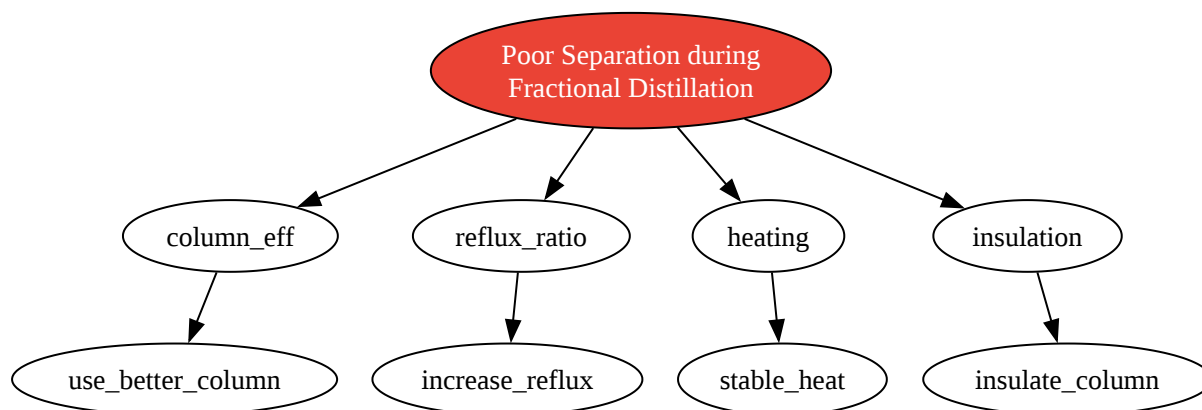 Poor Separation during
Fractional Distillation
column_eff
reflux_ratio
heating
insulation
use_better_column
increase_reflux
stable_heat
insulate_column